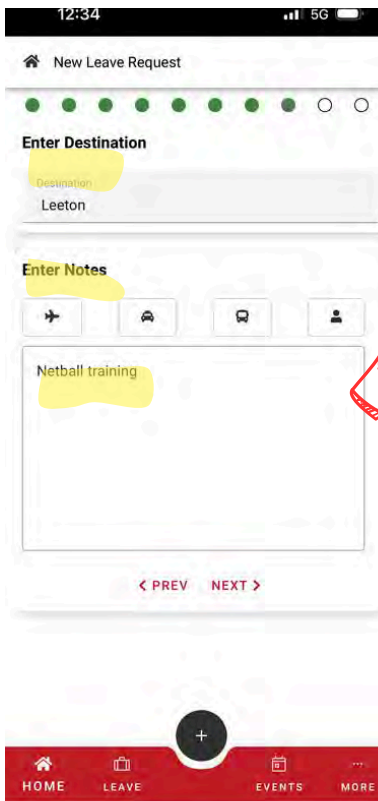 12:34 5G
New Leave Request
Enter Destination
Destination
Leeton
Enter Notes
Netball training
< PREV NEXT >
+
HOME LEAVE EVENTS MORE